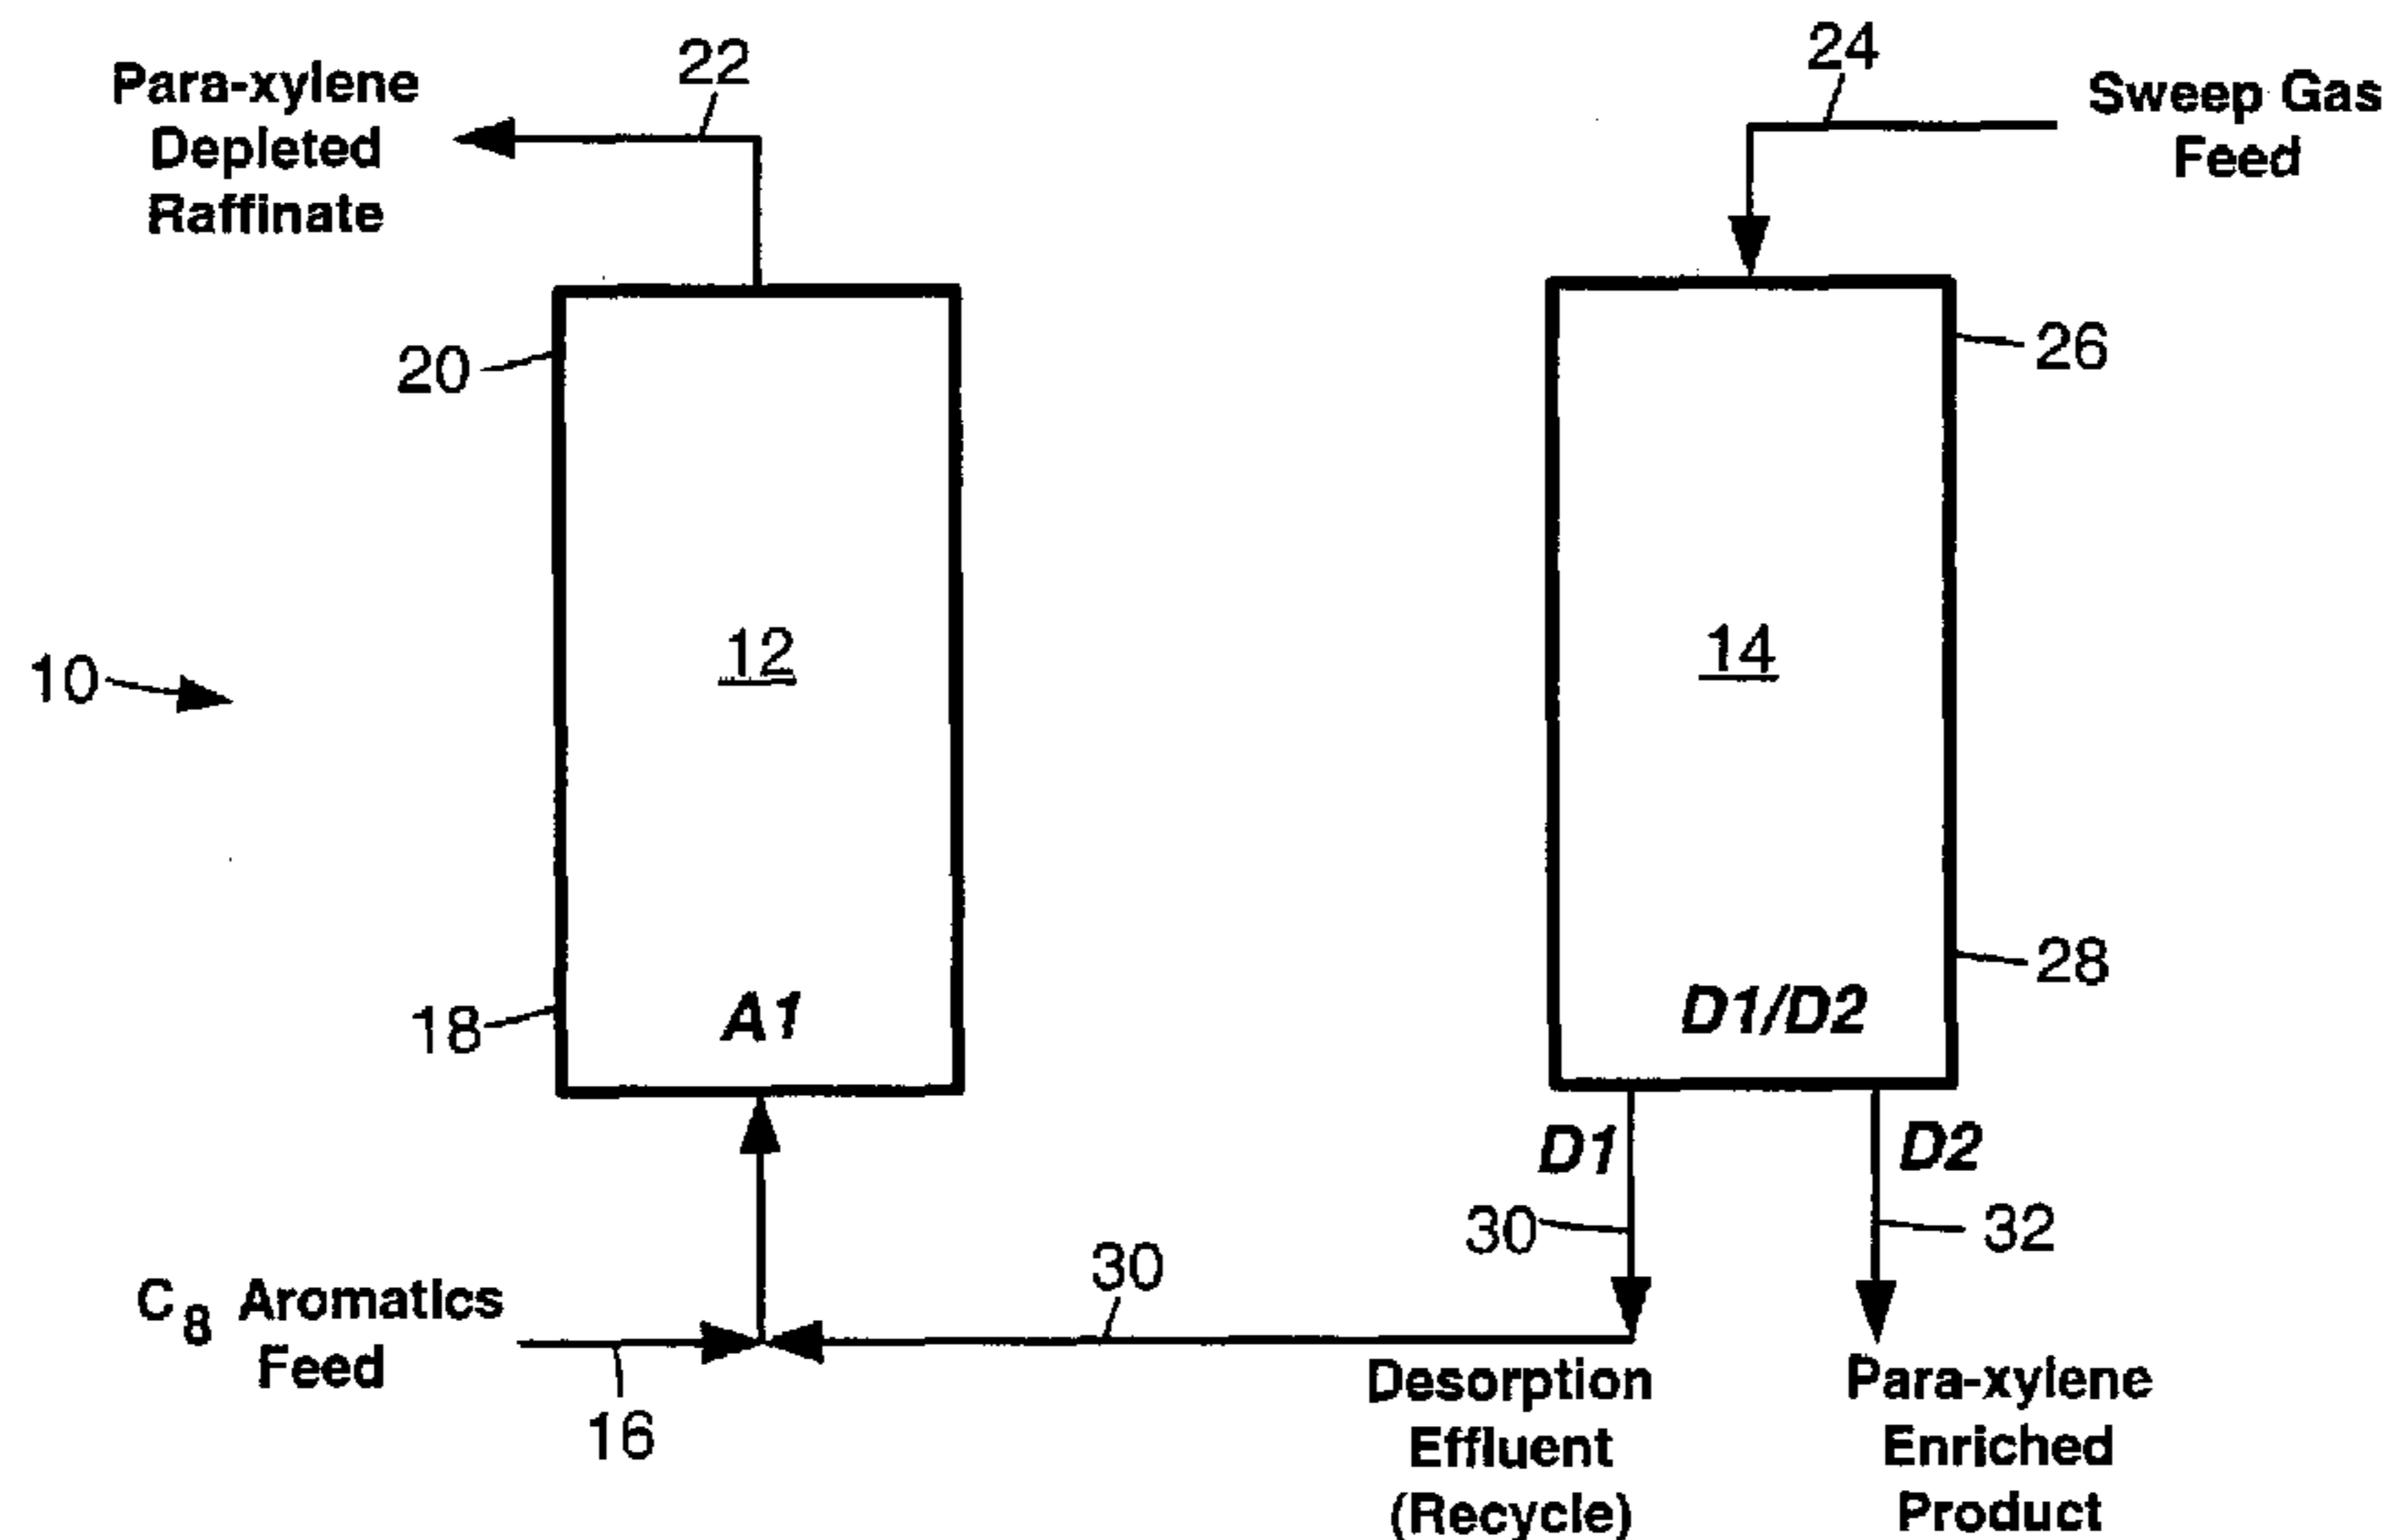 22
24
Para-xylene
Depleted
Raffinate
Sweep Gas
Feed
20
26
12
14
10
18
A1
D1/D2
28
D1
D2
30
32
30
C8 Aromatics
Feed
16
Desorption
Effluent
(Recycle)
Para-xylene
Enriched
Product